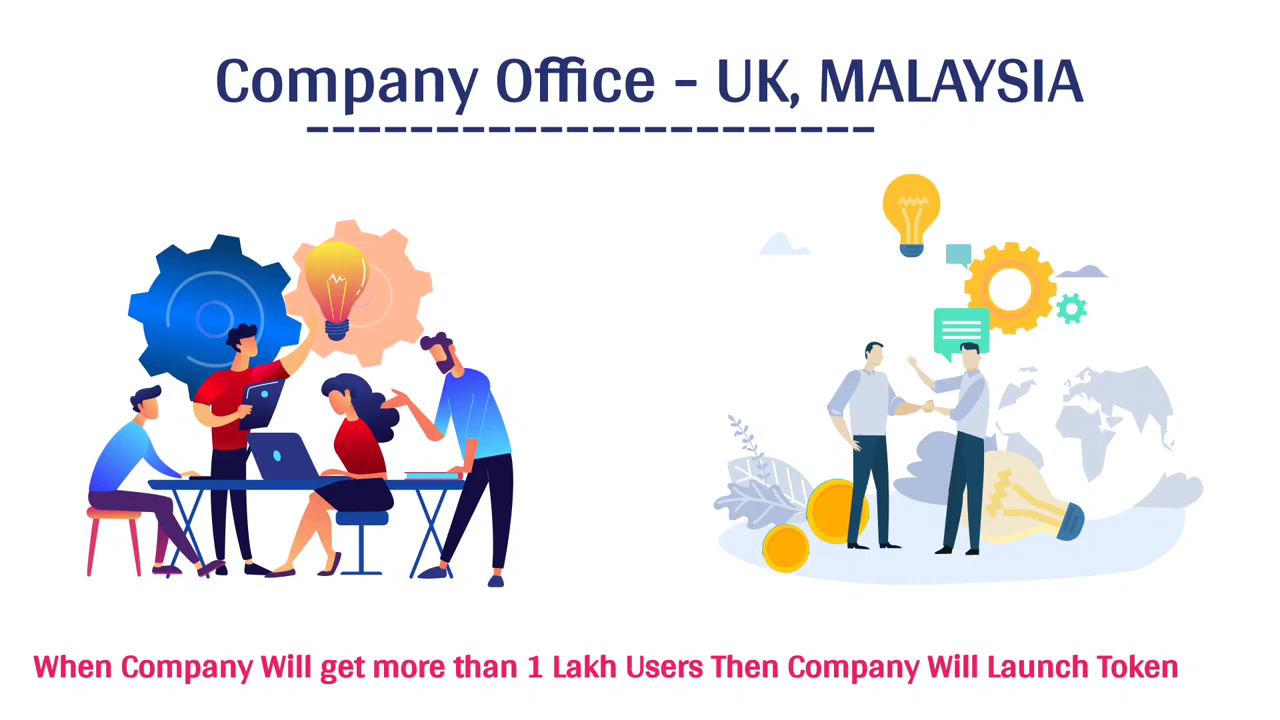 Company Office - UK, MALAYSIA
When Company Will get more than 1 Lakh Users Then Company Will Launch Token